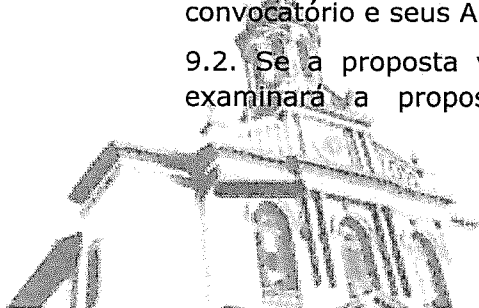 convocatório e seus A
9.2. Se a proposta v
examinará a propos